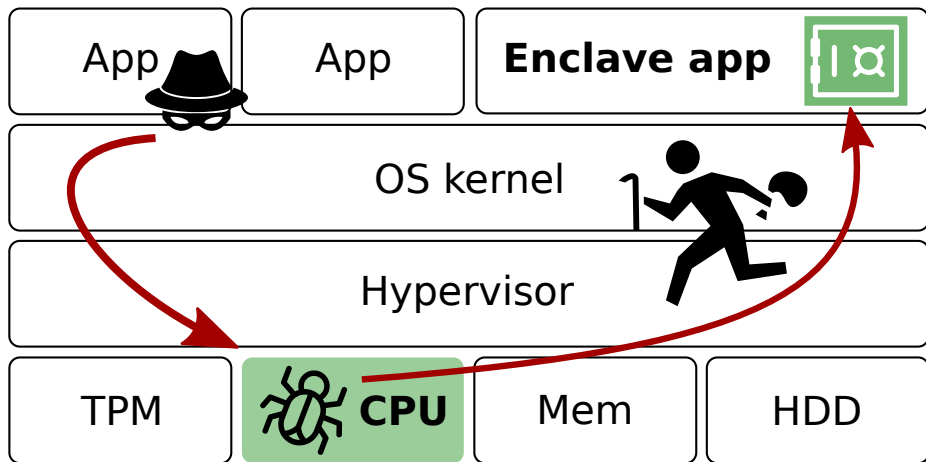 App
App
Enclave app
OS kernel
Hypervisor
TPM
CPU
Mem
HDD